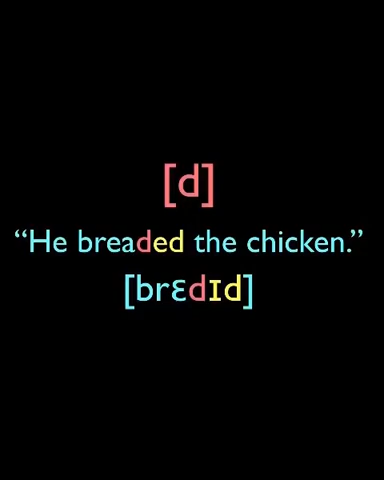 [d]
“He breaded the chicken.”
[brɛdɪd]